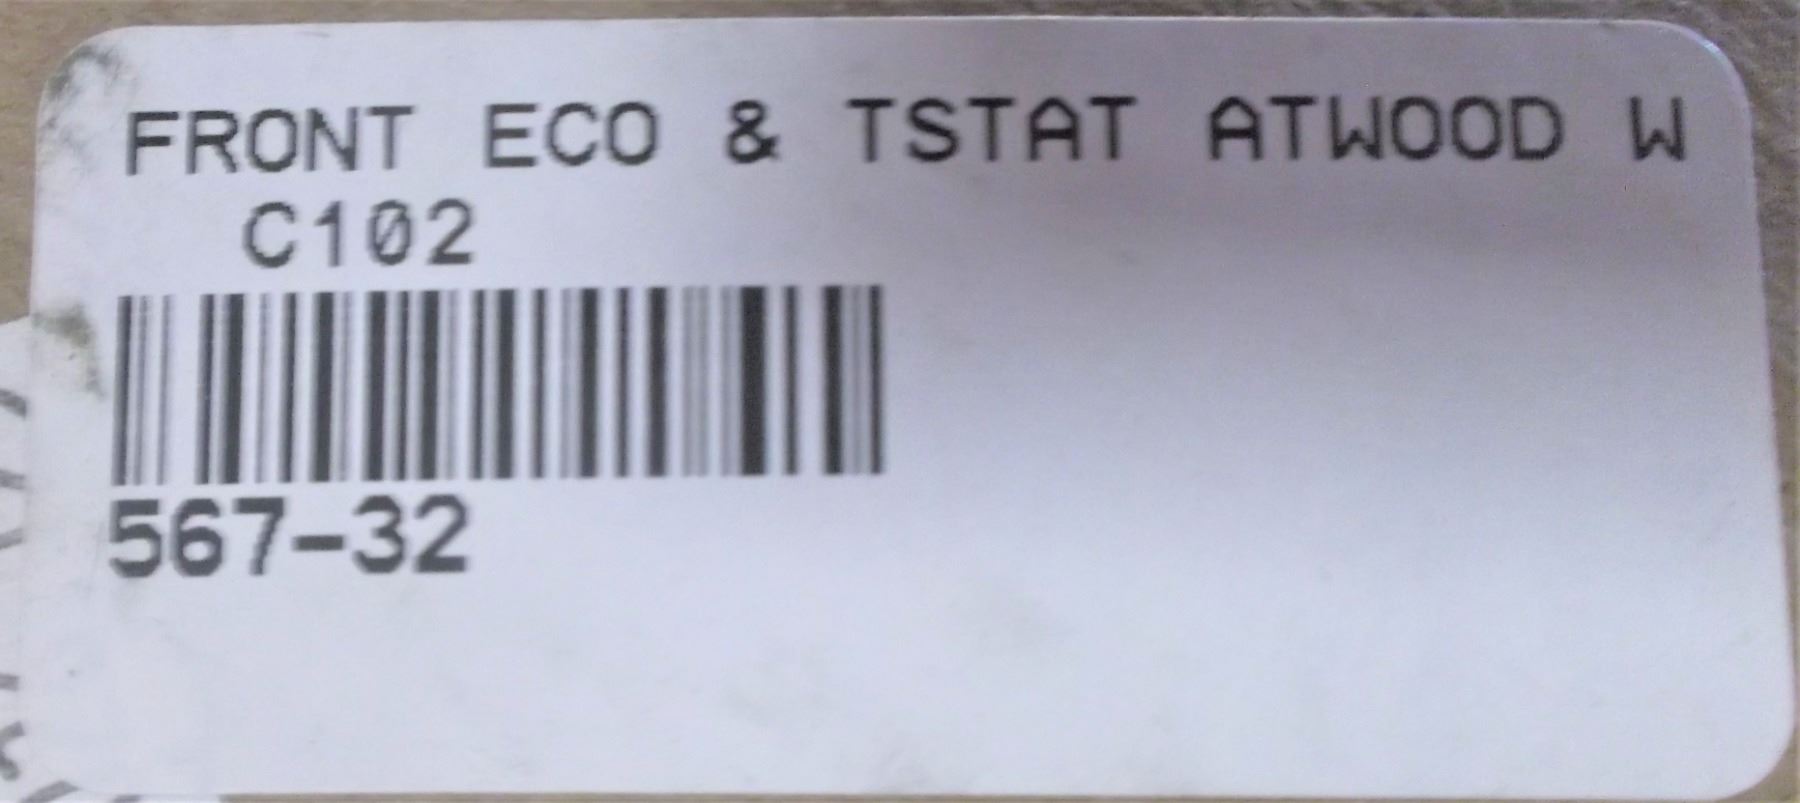 FRONT ECO & TSTAT ATWOOD W
C102
567-32